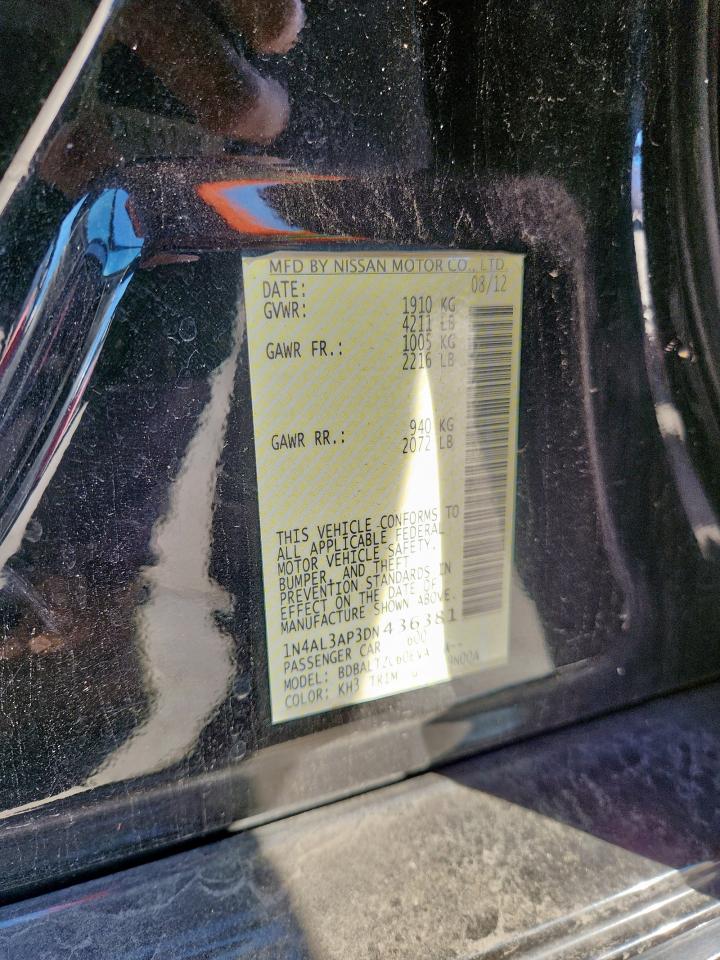 MFD BY NISSAN MOTOR CO., LTD.
DATE: 08/12
GVWR: 1910 KG
4211 LB
GAWR FR.: 1005 KG
2216 LB
GAWR RR.: 940 KG
2072 LB
THIS VEHICLE CONFORMS TO
ALL APPLICABLE FEDERAL
MOTOR VEHICLE SAFETY,
BUMPER, AND THEFT
PREVENTION STANDARDS IN
EFFECT ON THE DATE OF
MANUFACTURE SHOWN ABOVE.
1N4AL3AP3DN436381
PASSENGER CAR 600
MODEL:
COLOR: KH3 TRIM